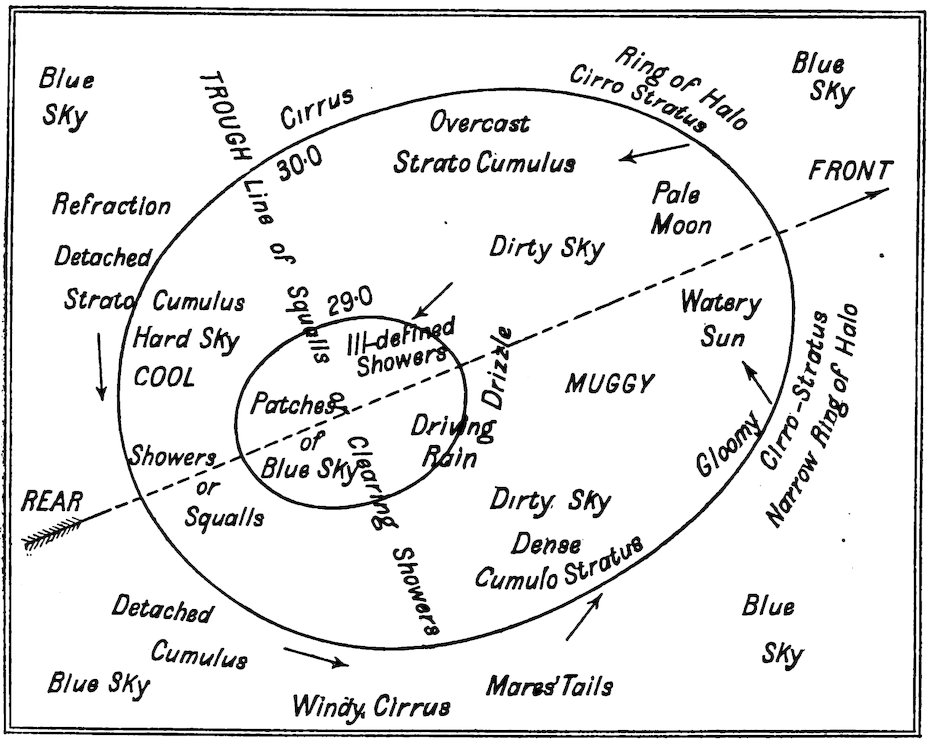 Blue
Sky
TROUGH
Line of Squalls or Clearing Showers
Cirrus
30·0
Overcast
Strato Cumulus
Ring of Halo
Cirro Stratus
Blue
Sky
FRONT
Pale
Moon
Refraction
Detached
Strato Cumulus
Hard Sky
COOL
Dirty Sky
29·0
Ill-defined
Showers
Watery
Sun
Drizzle
MUGGY
Patches
of
Blue Sky
Driving
Rain
Gloomy
Cirro-Stratus
Narrow Ring of Halo
Showers
or
Squalls
REAR
Dirty Sky
Dense
Cumulo Stratus
Detached
Cumulus
Blue Sky
Windy Cirrus
Mares' Tails
Blue
Sky